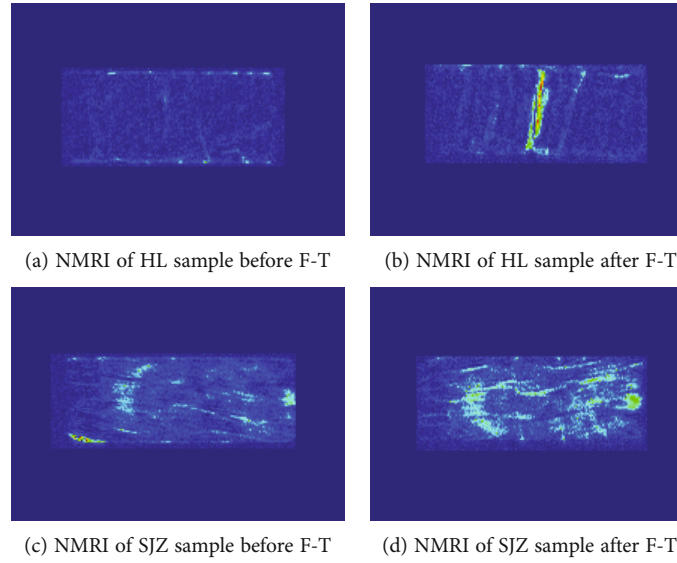 (a) NMRI of HL sample before F-T
(b) NMRI of HL sample after F-T
(c) NMRI of SJZ sample before F-T
(d) NMRI of SJZ sample after F-T